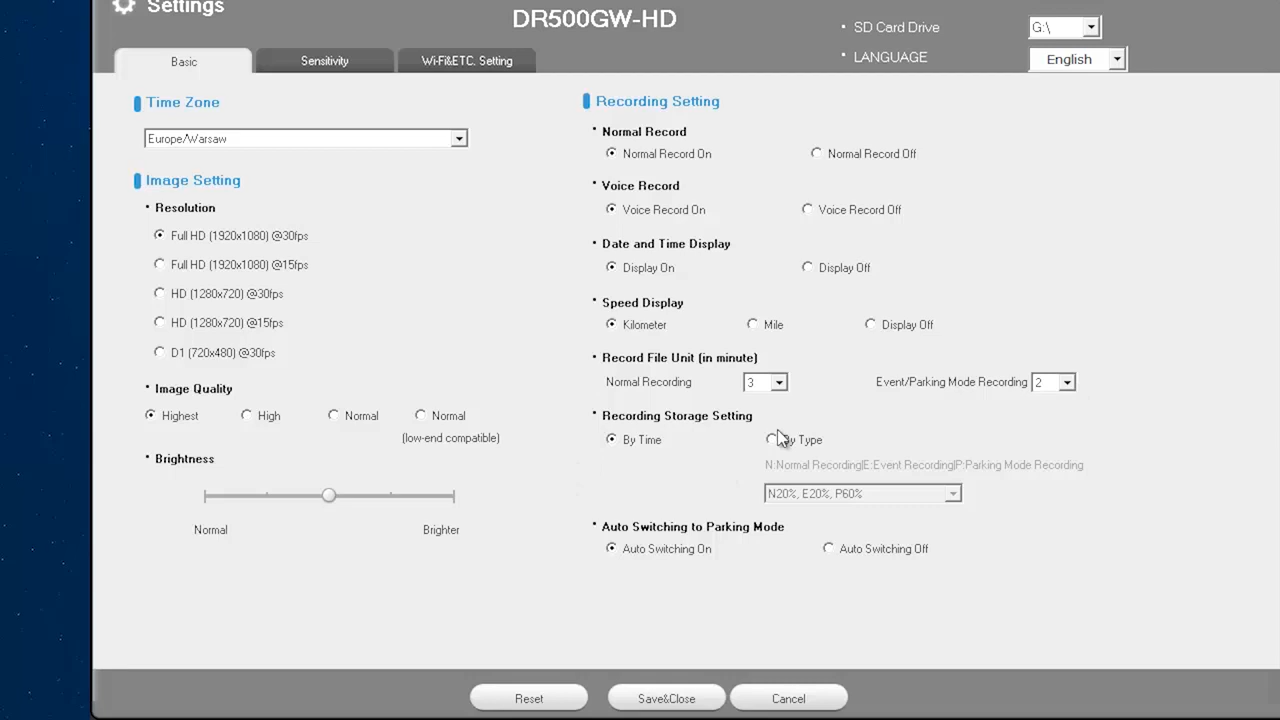 Settings
DR500GW-HD
SD Card Drive
G:\
LANGUAGE
English
Basic
Sensitivity
Wi-Fi&ETC. Setting
Time Zone
Europe/Warsaw
Image Setting
Resolution
Full HD (1920x1080) @30fps
Full HD (1920x1080) @15fps
HD (1280x720) @30fps
HD (1280x720) @15fps
D1 (720x480) @30fps
Image Quality
Highest
High
Normal
Normal
(low-end compatible)
Brightness
Normal
Brighter
Recording Setting
Normal Record
Normal Record On
Normal Record Off
Voice Record
Voice Record On
Voice Record Off
Date and Time Display
Display On
Display Off
Speed Display
Kilometer
Mile
Display Off
Record File Unit (in minute)
Normal Recording
3
Event/Parking Mode Recording
2
Recording Storage Setting
By Time
By Type
N:Normal Recording|E:Event Recording|P:Parking Mode Recording
N20%, E20%, P60%
Auto Switching to Parking Mode
Auto Switching On
Auto Switching Off
Reset
Save&Close
Cancel